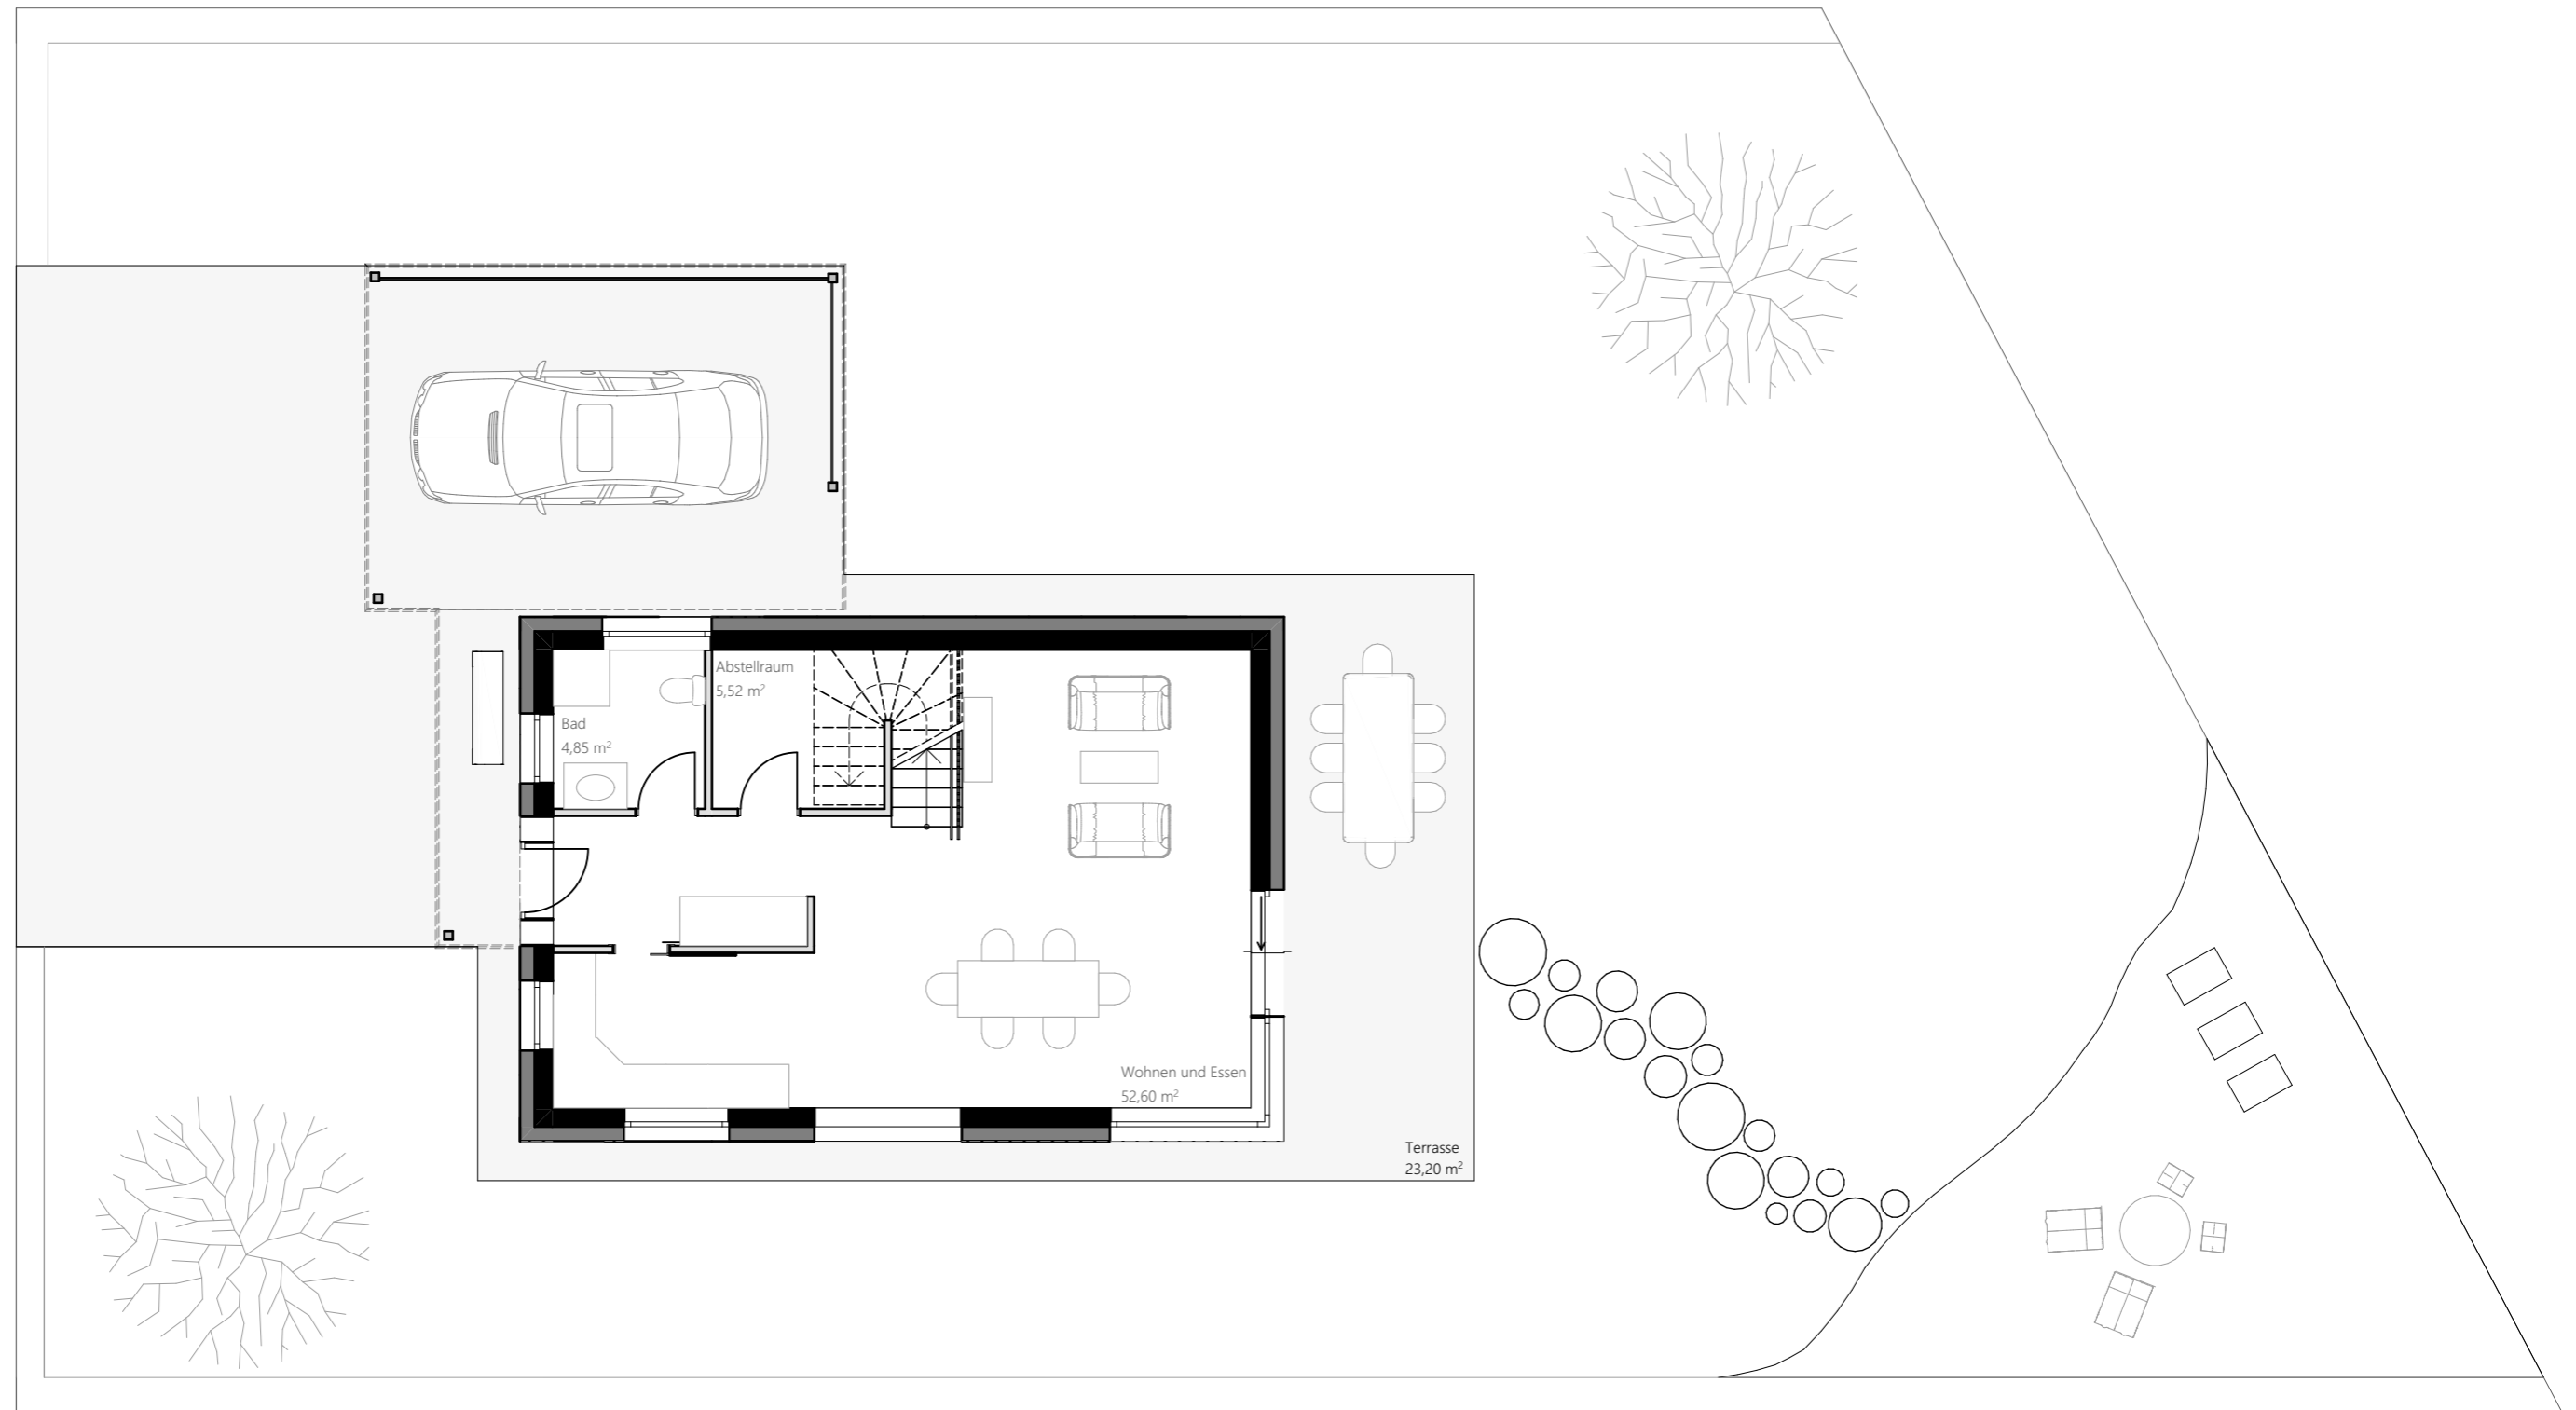 Abstellraum
5,52 m²
Bad
4,85 m²
Wohnen und Essen
52,60 m²
Terrasse
23,20 m²